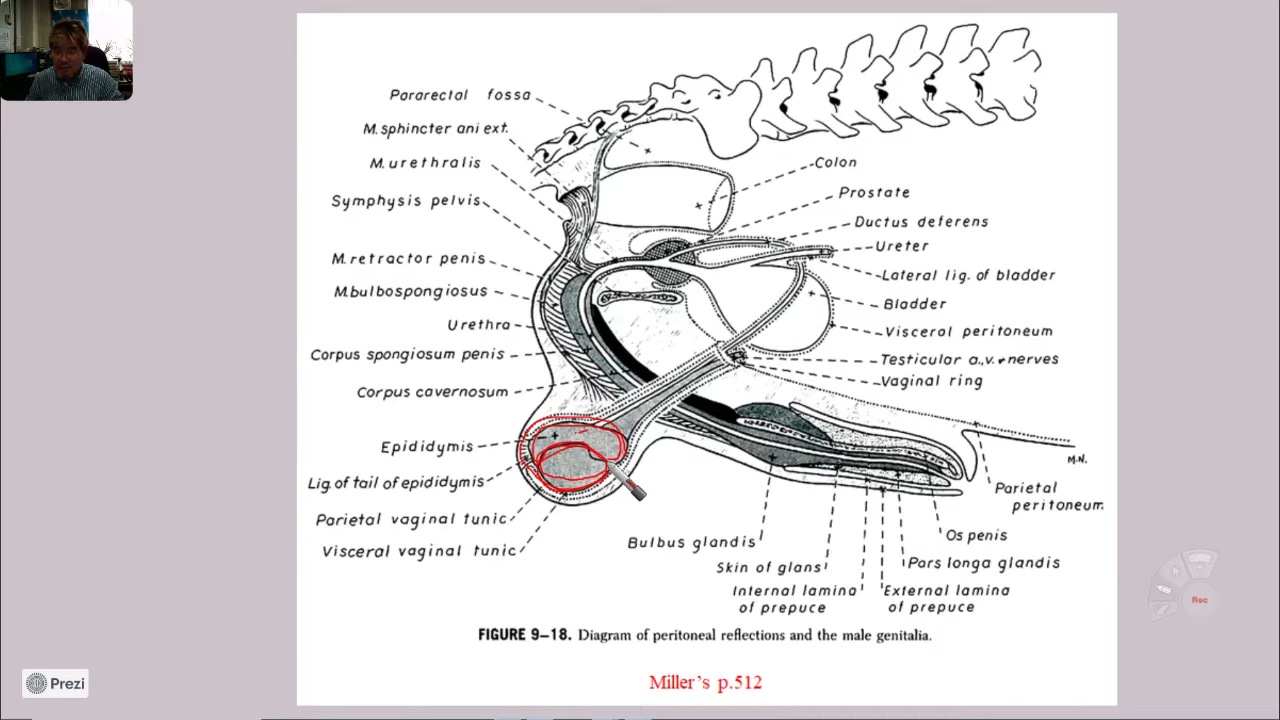 Pararectal fossa
M. sphincter ani ext.
M. urethralis
Symphysis pelvis
M. retractor penis
M. bulbospongiosus
Urethra
Corpus spongiosum penis
Corpus cavernosum
Epididymis
Lig. of tail of epididymis
Parietal vaginal tunic
Visceral vaginal tunic
Colon
Prostate
Ductus deferens
Ureter
Lateral lig. of bladder
Bladder
Visceral peritoneum
Testicular a., v. + nerves
Vaginal ring
M.N.
Parietal
peritoneum
Os penis
Pars longa glandis
External lamina
of prepuce
Bulbus glandis
Skin of glans
Internal lamina
of prepuce
FIGURE 9–18. Diagram of peritoneal reflections and the male genitalia.
Miller's p.512
Rec
Prezi